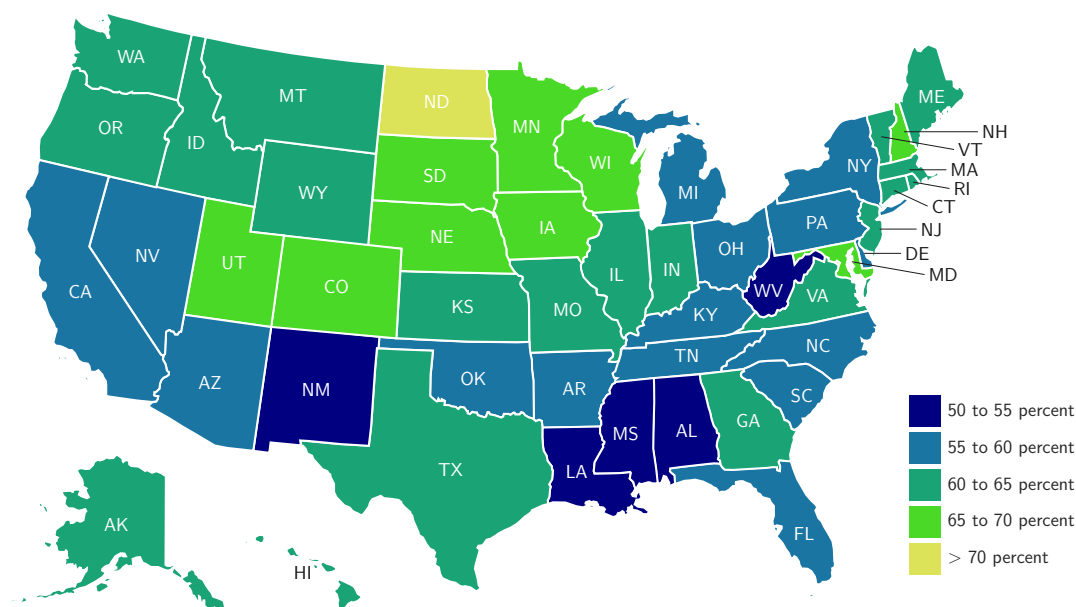 WA
MT
ND
MN
ME
OR
ID
NH
VT
WI
NY
MA
SD
RI
WY
MI
CT
PA
IA
NE
NJ
OH
NV
DE
UT
IL
IN
MD
CO
CA
WV
VA
KS
MO
KY
NC
TN
AZ
OK
AR
NM
SC
50 to 55 percent
GA
MS
AL
55 to 60 percent
TX
LA
60 to 65 percent
AK
65 to 70 percent
FL
> 70 percent
HI